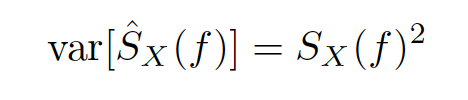 var[Ŝ_X(f)] = S_X(f)²